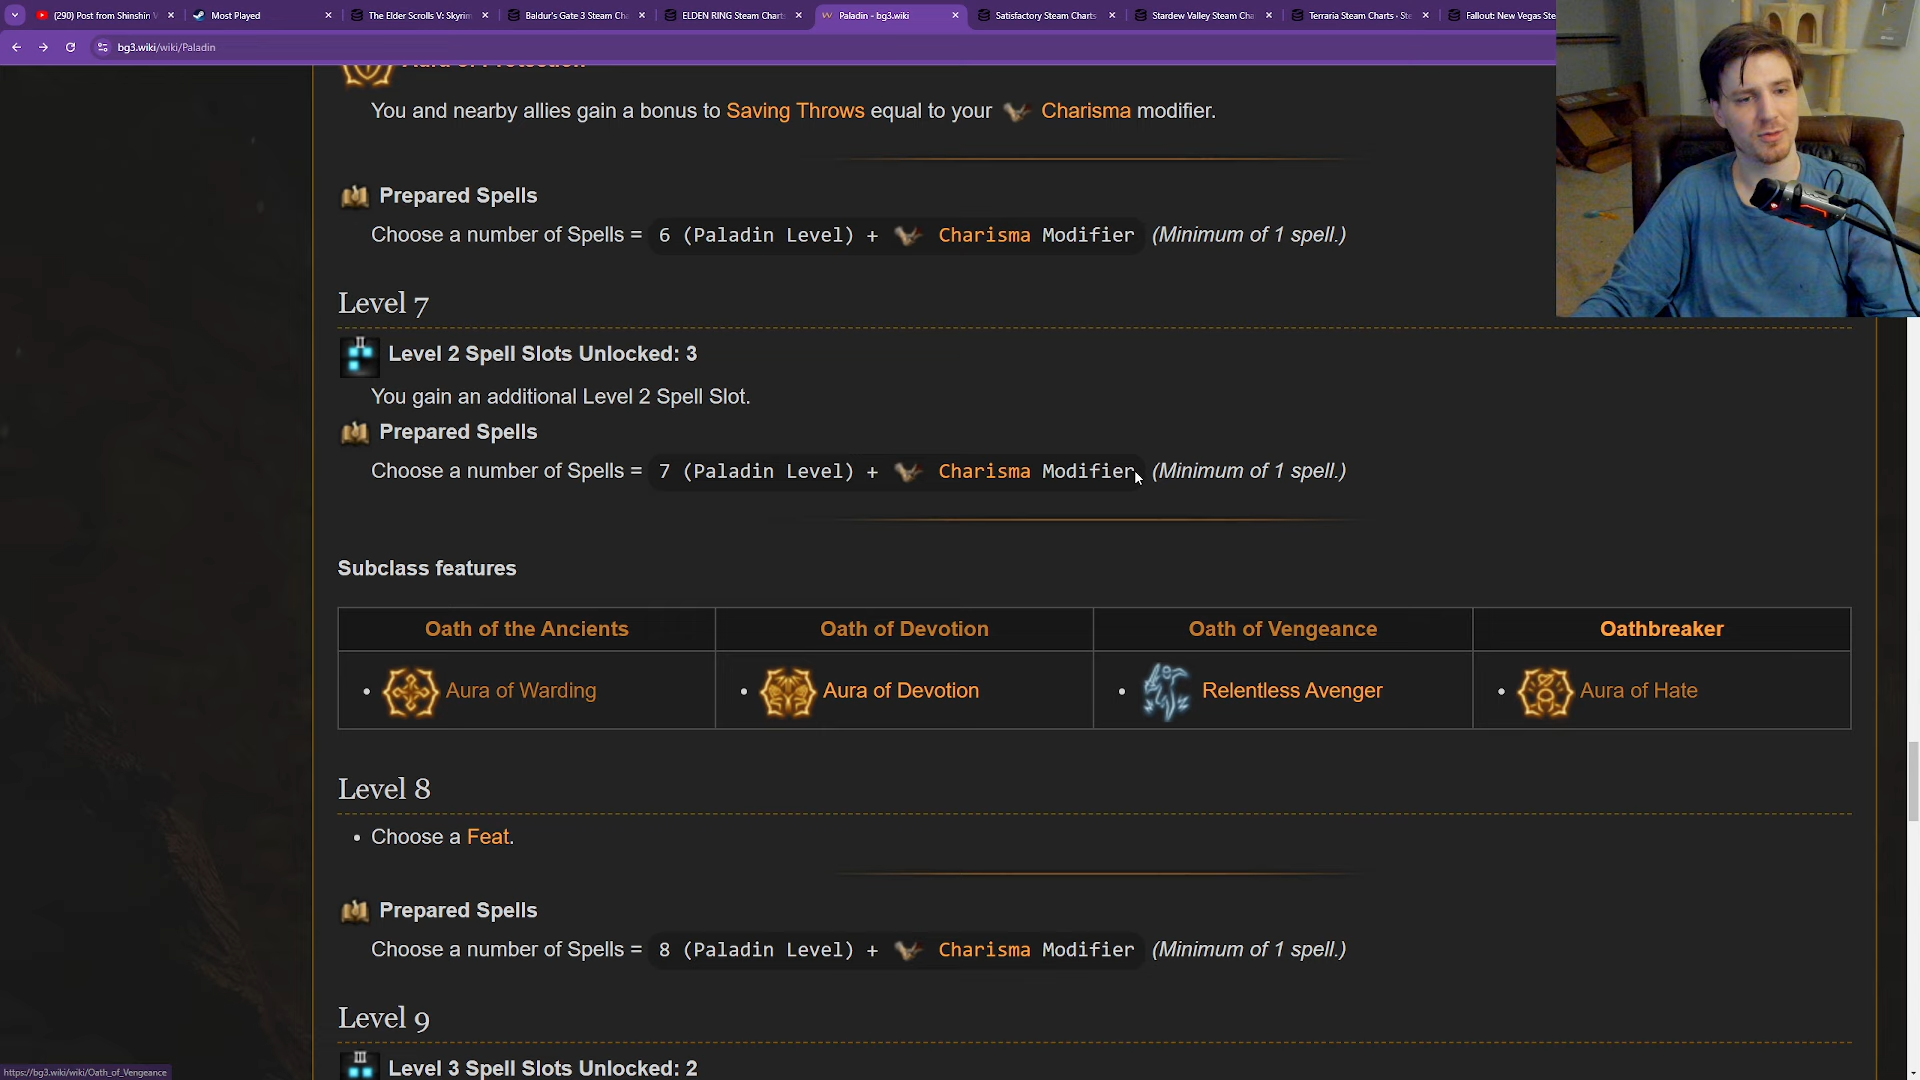 (290) Post from Shinshin V
Most Played
The Elder Scrolls V: Skyrim
Baldur's Gate 3 Steam Cha
ELDEN RING Steam Charts
Paladin - bg3.wiki
Satisfactory Steam Charts
Stardew Valley Steam Cha
Terraria Steam Charts · Ste
Fallout: New Vegas Ste
bg3.wiki/wiki/Paladin
Aura of Protection
You and nearby allies gain a bonus to Saving Throws equal to your Charisma modifier.
Prepared Spells
Choose a number of Spells = 6 (Paladin Level) + Charisma Modifier (Minimum of 1 spell.)
Level 7
II
Level 2 Spell Slots Unlocked: 3
You gain an additional Level 2 Spell Slot.
Prepared Spells
Choose a number of Spells = 7 (Paladin Level) + Charisma Modifier (Minimum of 1 spell.)
Subclass features
Oath of the Ancients Oath of Devotion Oath of Vengeance Oathbreaker
• Aura of Warding • Aura of Devotion • Relentless Avenger • Aura of Hate
Level 8
• Choose a Feat.
Prepared Spells
Choose a number of Spells = 8 (Paladin Level) + Charisma Modifier (Minimum of 1 spell.)
Level 9
III
Level 3 Spell Slots Unlocked: 2
https://bg3.wiki/wiki/Oath_of_Vengeance